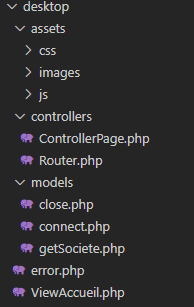 desktop
assets
css
images
js
controllers
ControllerPage.php
Router.php
models
close.php
connect.php
getSociete.php
error.php
ViewAccueil.php